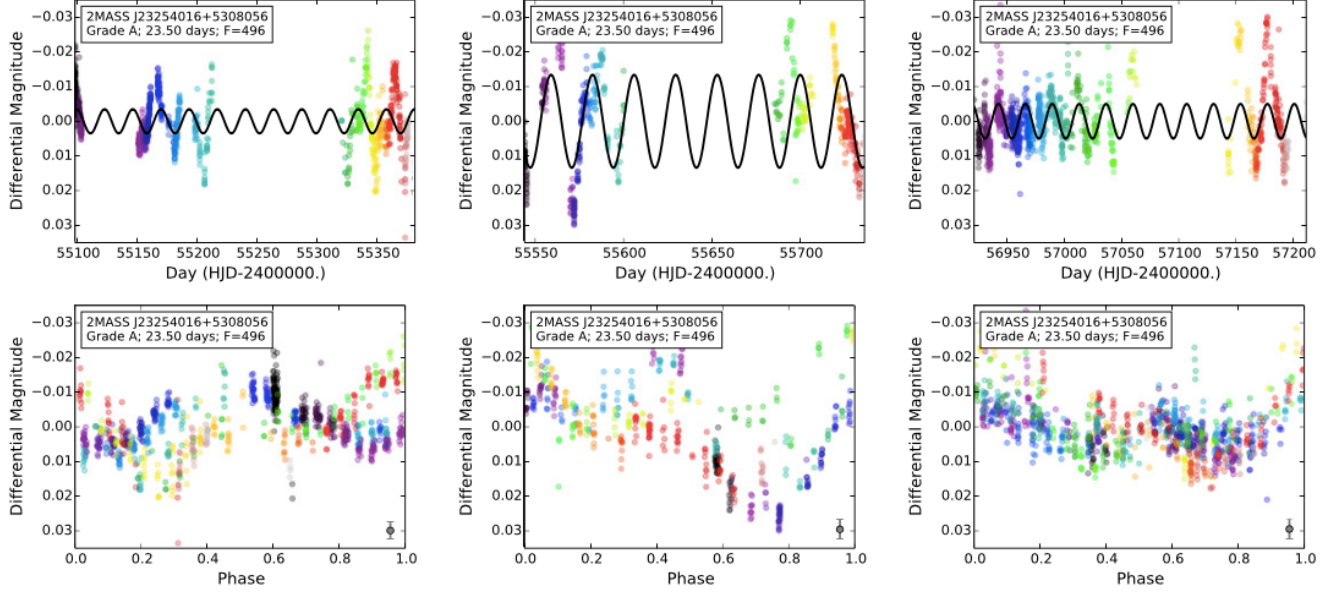 2MASS J23254016+5308056
Grade A; 23.50 days; F=496
−0.03
−0.02
−0.01
0.00
0.01
0.02
0.03
Differential Magnitude
55100 55150 55200 55250 55300 55350
Day (HJD-2400000.)
2MASS J23254016+5308056
Grade A; 23.50 days; F=496
−0.03
−0.02
−0.01
0.00
0.01
0.02
0.03
Differential Magnitude
55550 55600 55650 55700
Day (HJD-2400000.)
2MASS J23254016+5308056
Grade A; 23.50 days; F=496
−0.03
−0.02
−0.01
0.00
0.01
0.02
0.03
Differential Magnitude
56950 57000 57050 57100 57150 57200
Day (HJD-2400000.)
2MASS J23254016+5308056
Grade A; 23.50 days; F=496
−0.03
−0.02
−0.01
0.00
0.01
0.02
0.03
Differential Magnitude
0.0 0.2 0.4 0.6 0.8 1.0
Phase
2MASS J23254016+5308056
Grade A; 23.50 days; F=496
−0.03
−0.02
−0.01
0.00
0.01
0.02
0.03
Differential Magnitude
0.0 0.2 0.4 0.6 0.8 1.0
Phase
2MASS J23254016+5308056
Grade A; 23.50 days; F=496
−0.03
−0.02
−0.01
0.00
0.01
0.02
0.03
Differential Magnitude
0.0 0.2 0.4 0.6 0.8 1.0
Phase